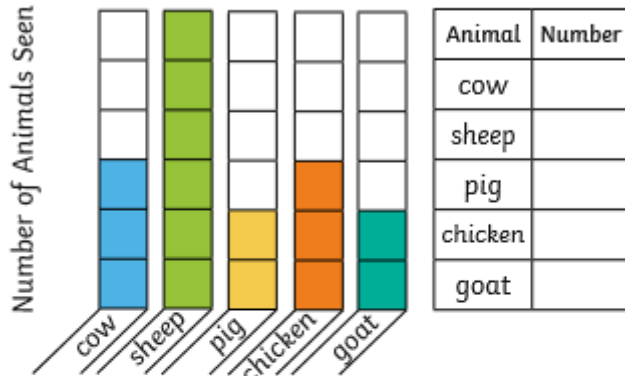 Number of Animals Seen
cow
sheep
pig
chicken
goat
Animal Number
cow
sheep
pig
chicken
goat